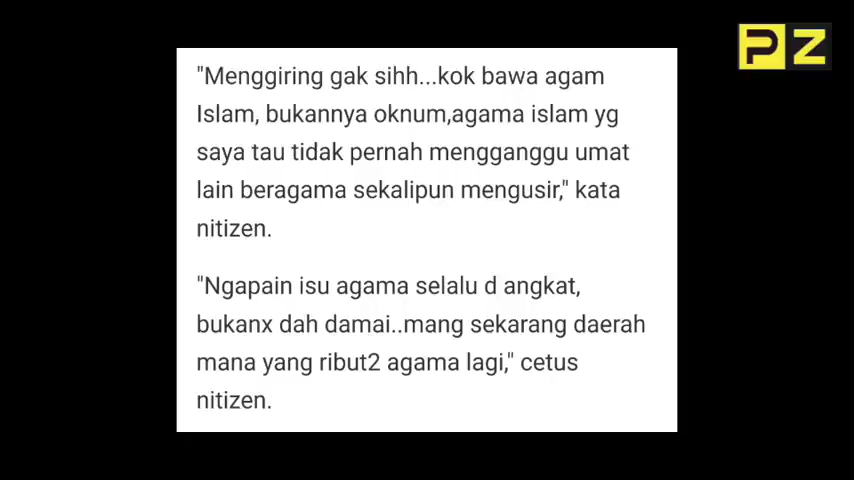 PZ
"Menggiring gak sihh...kok bawa agam
Islam, bukannya oknum,agama islam yg
saya tau tidak pernah mengganggu umat
lain beragama sekalipun mengusir," kata
nitizen.
"Ngapain isu agama selalu d angkat,
bukanx dah damai..mang sekarang daerah
mana yang ribut2 agama lagi," cetus
nitizen.